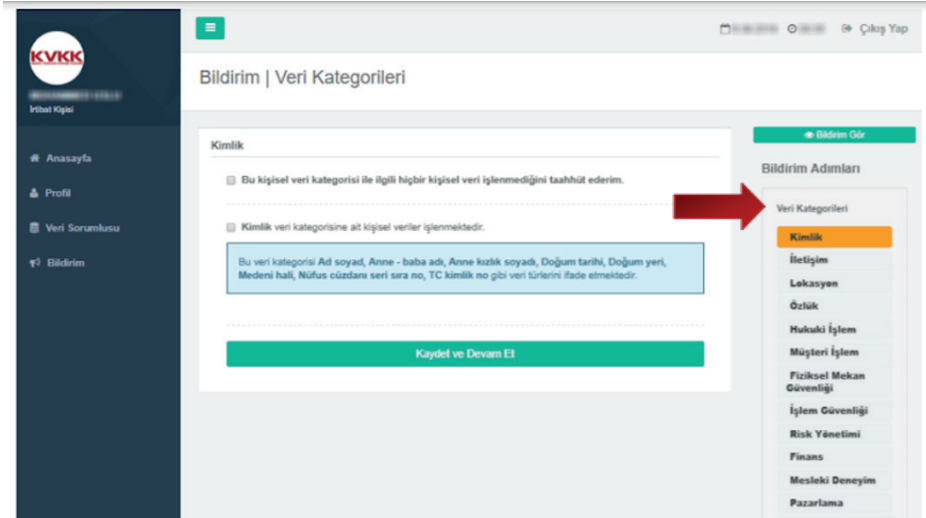 KVKK
İrtibat Kişisi
Anasayfa
Profil
Veri Sorumlusu
Bildirim
Çıkış Yap
Bildirim | Veri Kategorileri
Kimlik
Bu kişisel veri kategorisi ile ilgili hiçbir kişisel veri işlenmediğini taahhüt ederim.
Kimlik veri kategorisine ait kişisel veriler işlenmektedir.
Bu veri kategorisi Ad soyad, Anne - baba adı, Anne kızlık soyadı, Doğum tarihi, Doğum yeri,
Medeni hali, Nüfus cüzdanı seri sıra no, TC kimlik no gibi veri türlerini ifade etmektedir.
Kaydet ve Devam Et
Bildirim Gör
Bildirim Adımları
Veri Kategorileri
Kimlik
İletişim
Lokasyon
Özlük
Hukuki İşlem
Müşteri İşlem
Fiziksel Mekan
Güvenliği
İşlem Güvenliği
Risk Yönetimi
Finans
Mesleki Deneyim
Pazarlama